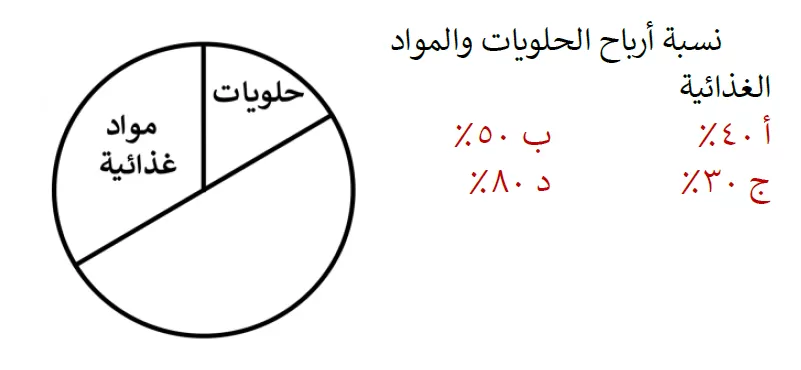 نسبة أرباح الحلويات والمواد
الغذائية
أ ٤٠٪ ب ٥٠٪
ج ٣٠٪ د ٨٠٪
حلويات
مواد
غذائية